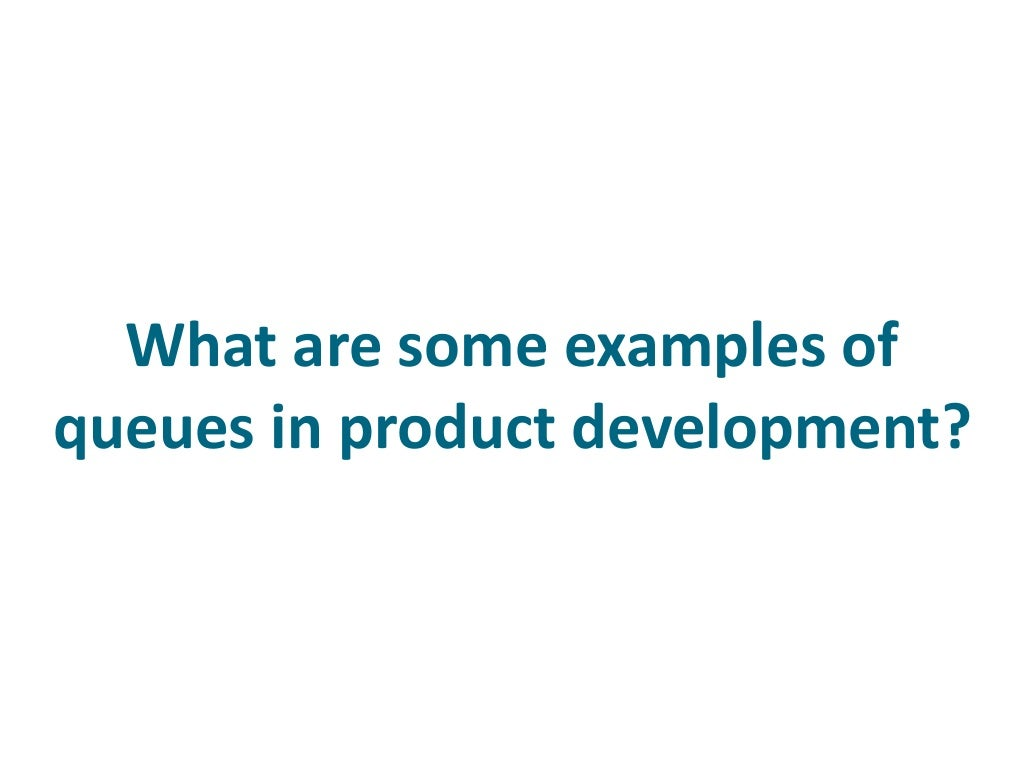 What are some examples of
queues in product development?